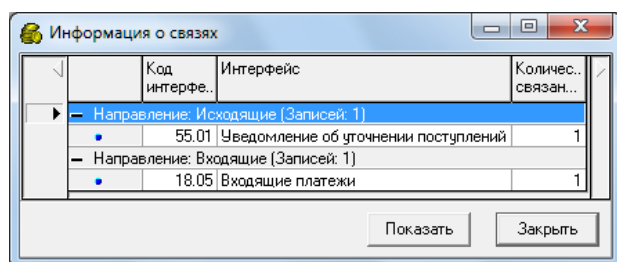 Информация о связях
Код интерфе.. Интерфейс Количес.. связан...
Направление: Исходящие (Записей: 1)
55.01 Уведомление об уточнении поступлений 1
Направление: Входящие (Записей: 1)
18.05 Входящие платежи 1
Показать Закрыть